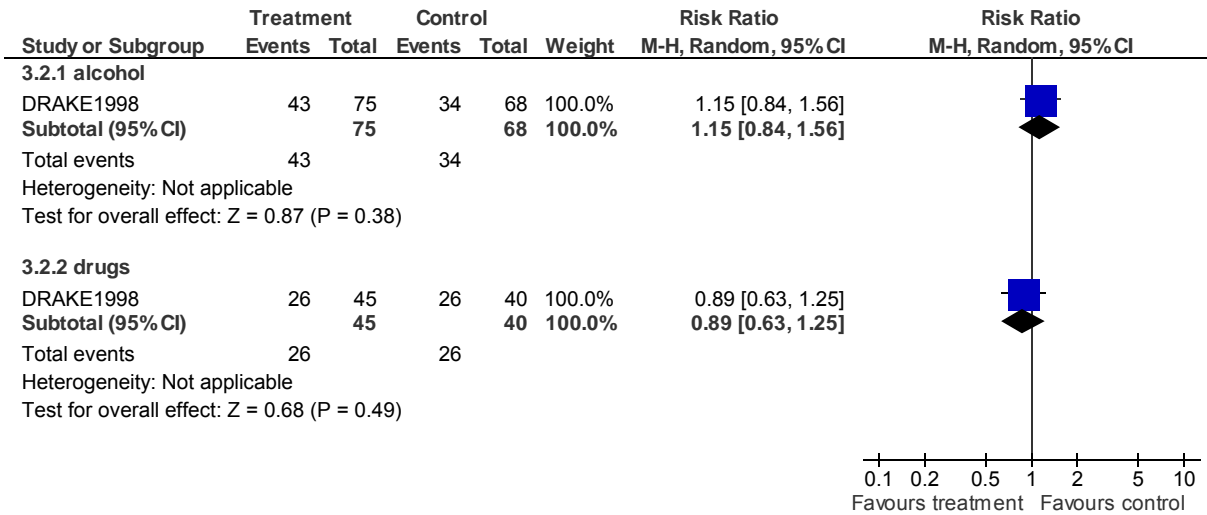 Treatment Control Risk Ratio Risk Ratio
Study or Subgroup Events Total Events Total Weight M-H, Random, 95% CI M-H, Random, 95% CI
3.2.1 alcohol
DRAKE1998 43 75 34 68 100.0% 1.15 [0.84, 1.56]
Subtotal (95% CI) 75 68 100.0% 1.15 [0.84, 1.56]
Total events 43 34
Heterogeneity: Not applicable
Test for overall effect: Z = 0.87 (P = 0.38)
3.2.2 drugs
DRAKE1998 26 45 26 40 100.0% 0.89 [0.63, 1.25]
Subtotal (95% CI) 45 40 100.0% 0.89 [0.63, 1.25]
Total events 26 26
Heterogeneity: Not applicable
Test for overall effect: Z = 0.68 (P = 0.49)
0.1 0.2 0.5 1 2 5 10
Favours treatment Favours control